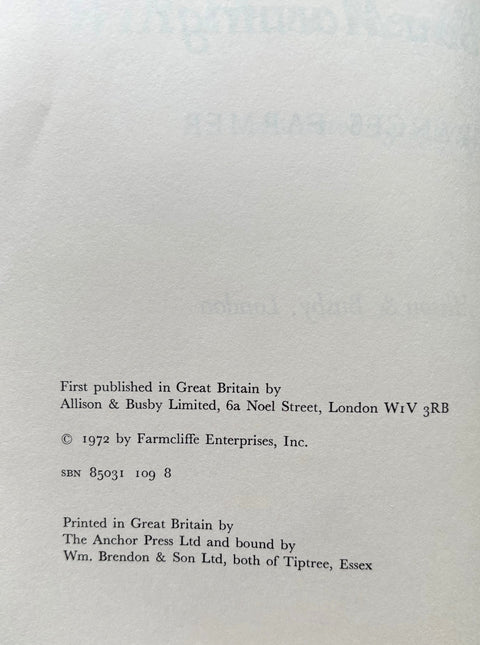 First published in Great Britain by
Allison & Busby Limited, 6a Noel Street, London W1V 3RB
© 1972 by Farmcliffe Enterprises, Inc.
SBN 85031 109 8
Printed in Great Britain by
The Anchor Press Ltd and bound by
Wm. Brendon & Son Ltd, both of Tiptree, Essex